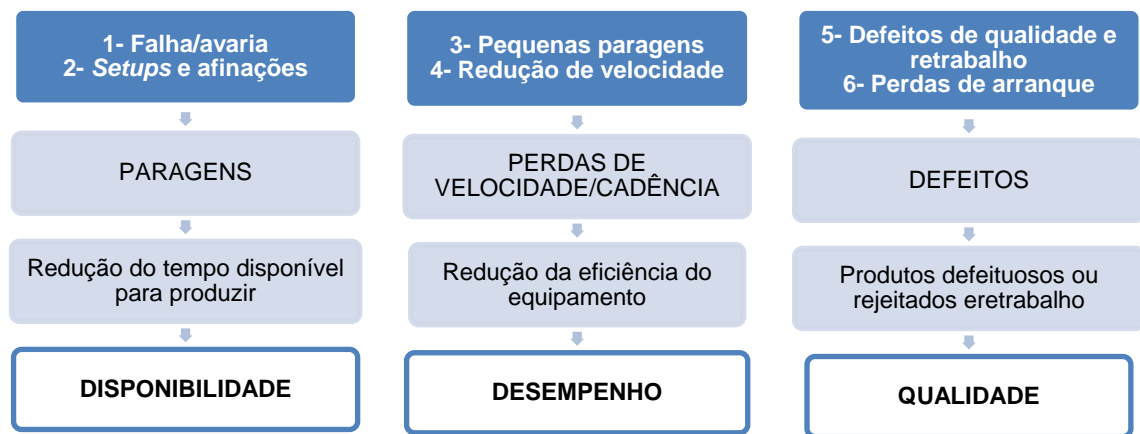 1- Falha/avaria
2- Setups e afinações
PARAGENS
Redução do tempo disponível
para produzir
DISPONIBILIDADE
3- Pequenas paragens
4- Redução de velocidade
PERDAS DE
VELOCIDADE/CADÊNCIA
Redução da eficiência do
equipamento
DESEMPENHO
5- Defeitos de qualidade e
retrabalho
6- Perdas de arranque
DEFEITOS
Produtos defeituosos ou
rejeitados eretrabalho
QUALIDADE